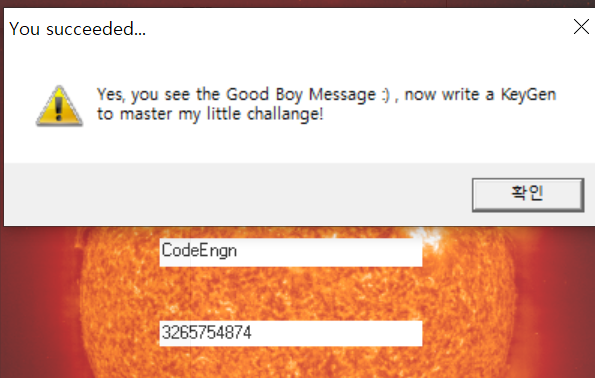 You succeeded...
Yes, you see the Good Boy Message :) , now write a KeyGen
to master my little challange!
확인
CodeEngn
3265754874